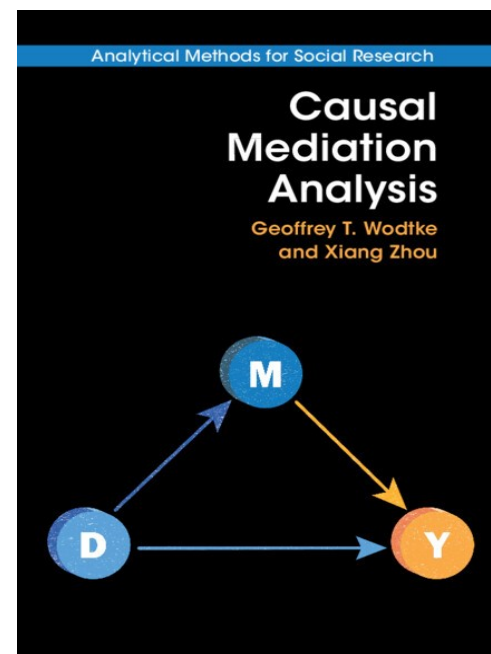 Analytical Methods for Social Research
Causal
Mediation
Analysis
Geoffrey T. Wodtke
and Xiang Zhou
M
D
Y